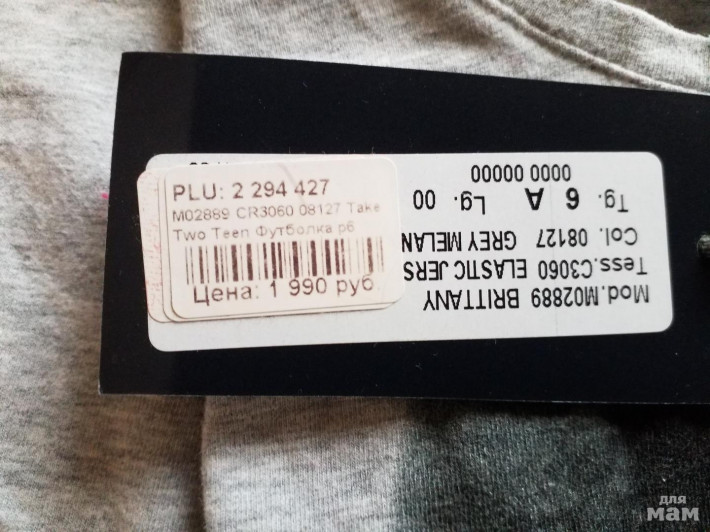 PLU: 2 294 427
M02889 CR3060 08127 Take
Two Teen Футболка р6
Цена: 1 990 руб
Mod.M02889 BRITTANY
Tess.C3060 ELASTIC JERS
Col. 08127 GREY MELAN
Tg. 6 A Lg. 00
0000 00000
для
мам